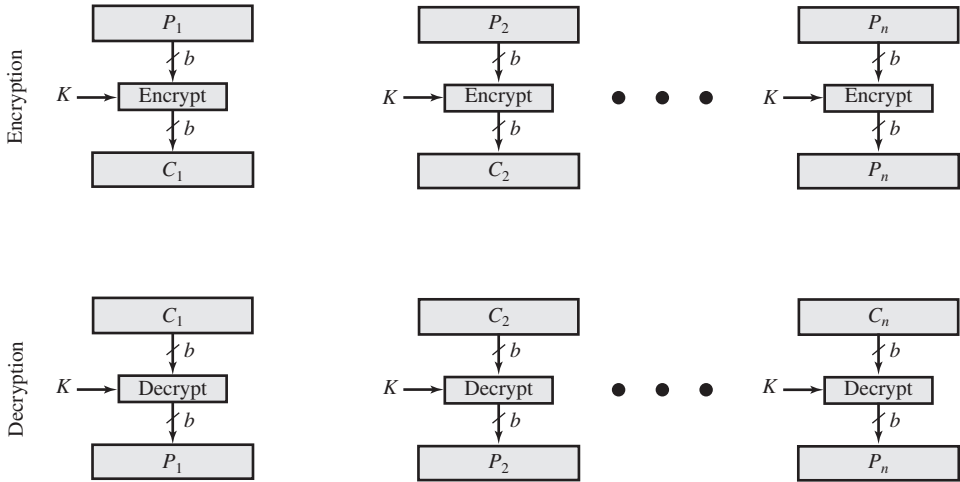 Encryption
P₁ P₂ Pₙ
b b b
K Encrypt K Encrypt K Encrypt
b b b
C₁ C₂ Pₙ
Decryption
C₁ C₂ Cₙ
b b b
K Decrypt K Decrypt K Decrypt
b b b
P₁ P₂ Pₙ